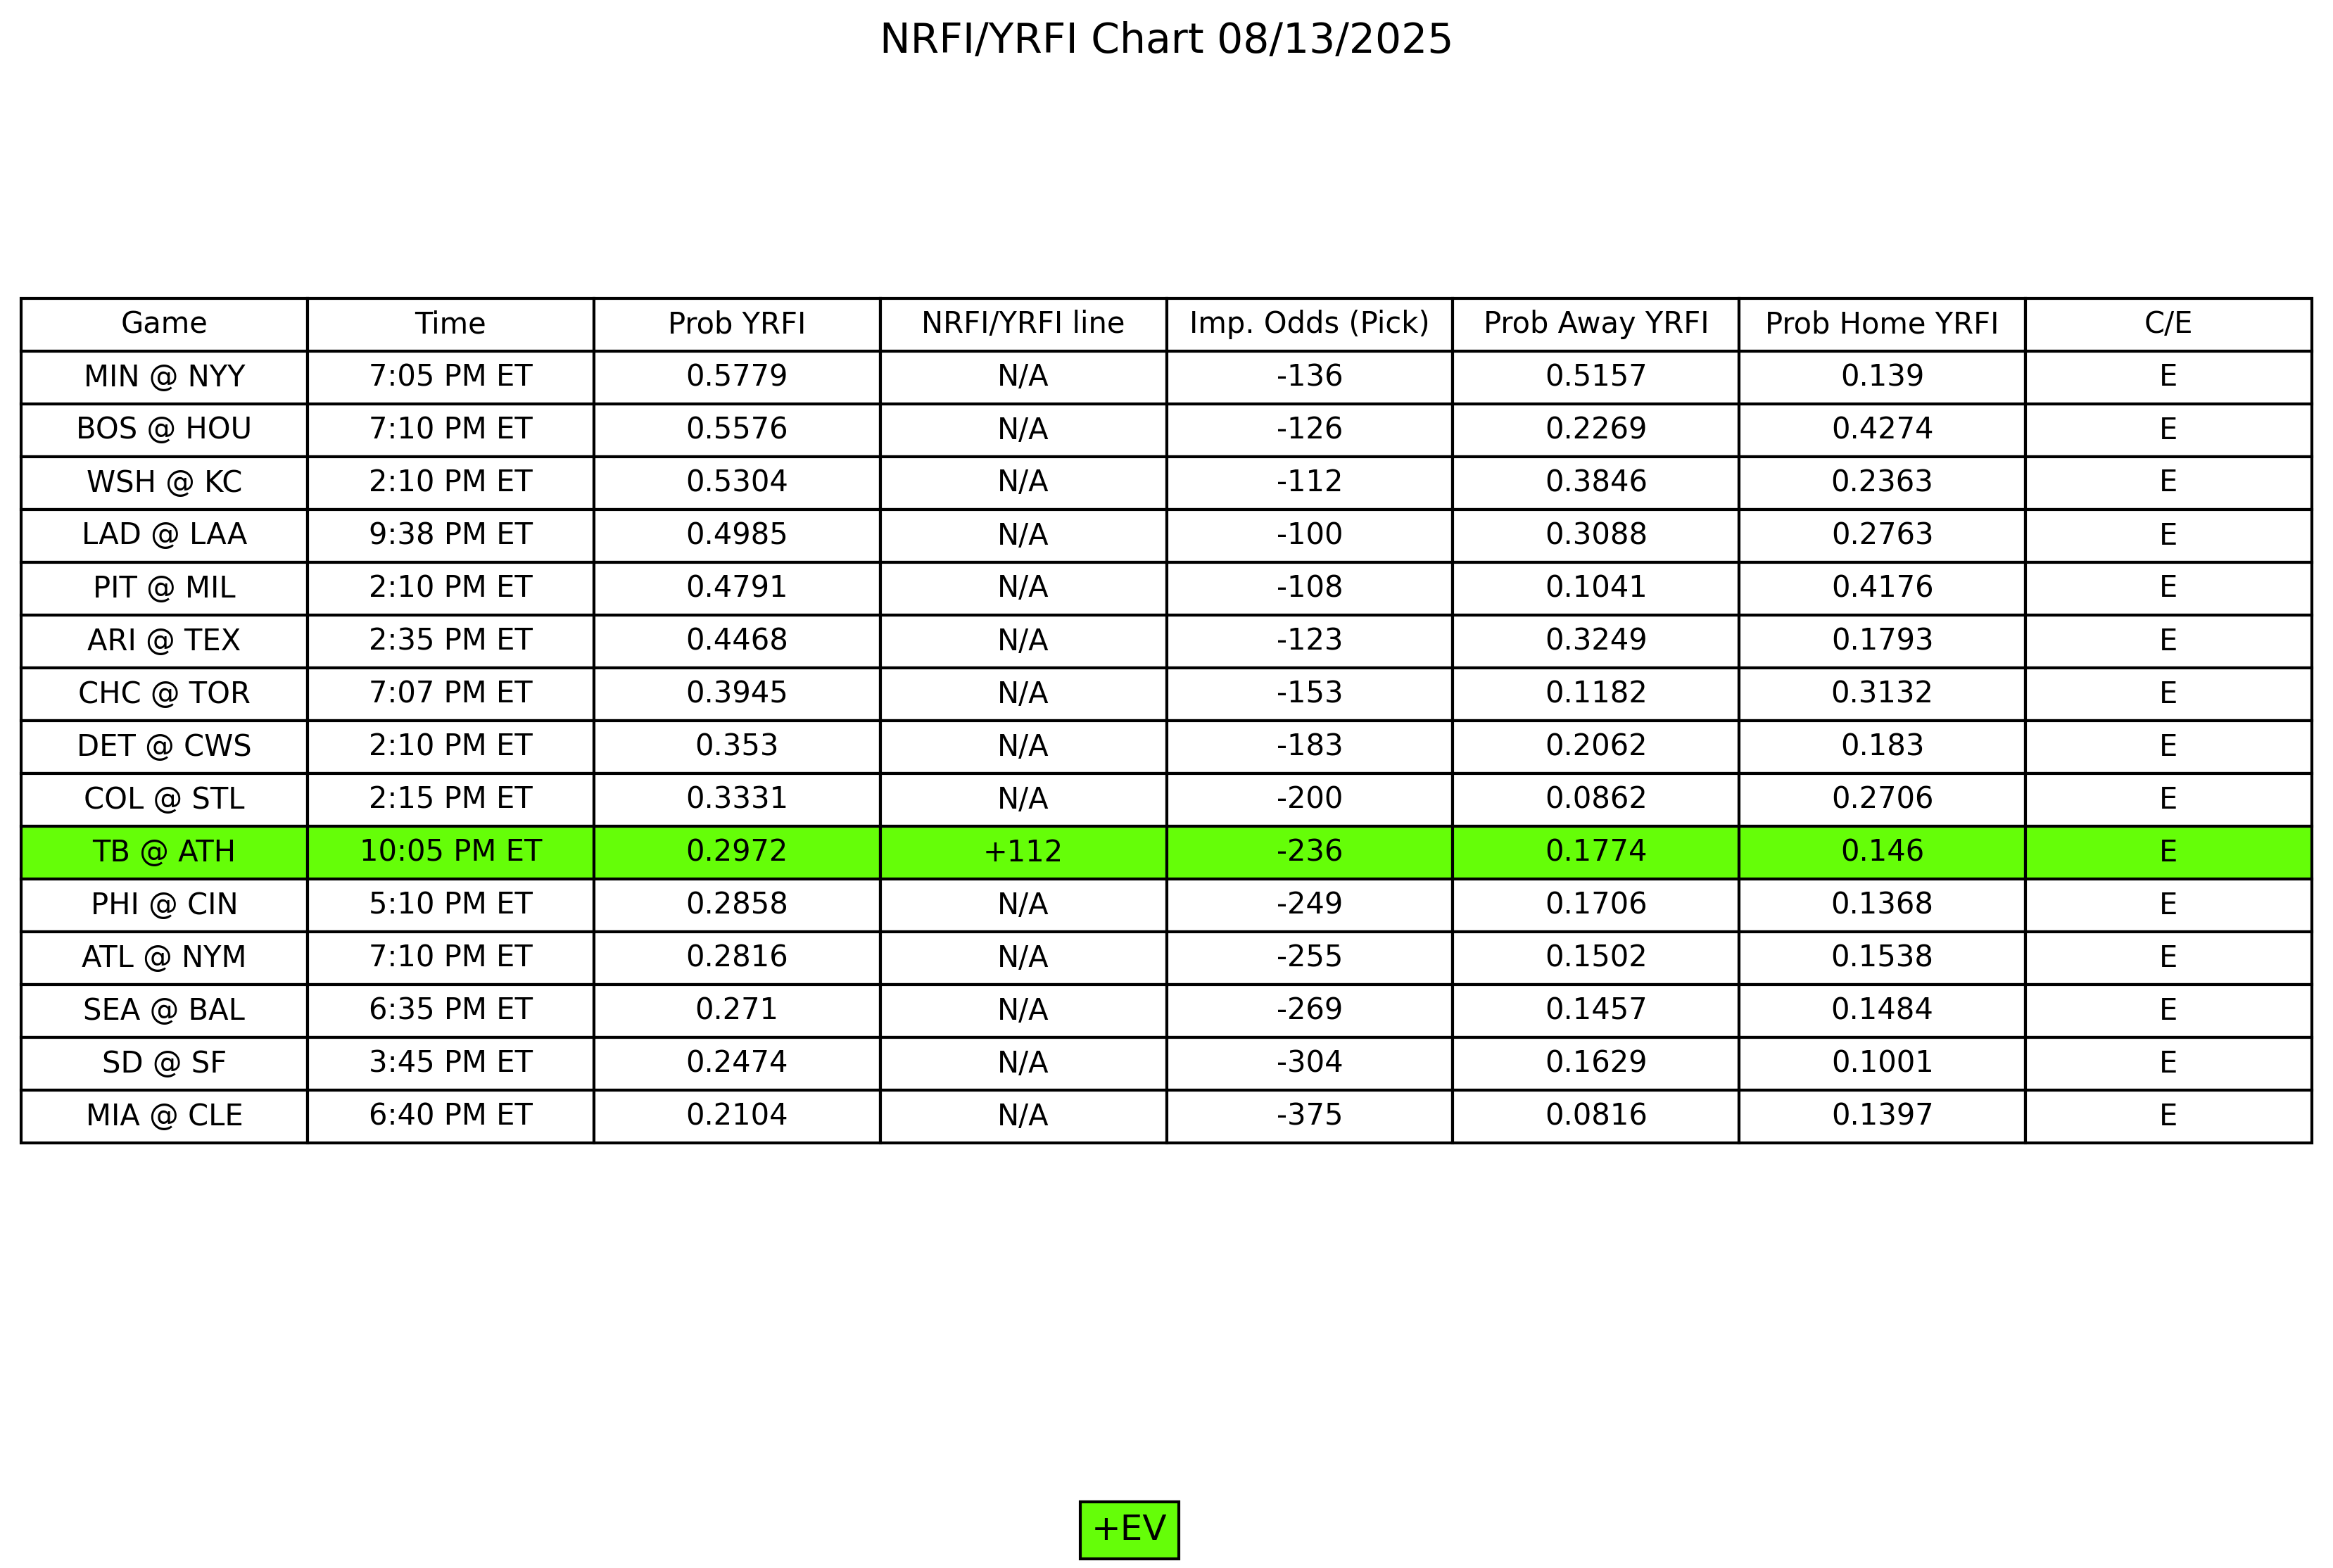 NRFI/YRFI Chart 08/13/2025
Game Time Prob YRFI NRFI/YRFI line Imp. Odds (Pick) Prob Away YRFI Prob Home YRFI C/E
MIN @ NYY 7:05 PM ET 0.5779 N/A -136 0.5157 0.139 E
BOS @ HOU 7:10 PM ET 0.5576 N/A -126 0.2269 0.4274 E
WSH @ KC 2:10 PM ET 0.5304 N/A -112 0.3846 0.2363 E
LAD @ LAA 9:38 PM ET 0.4985 N/A -100 0.3088 0.2763 E
PIT @ MIL 2:10 PM ET 0.4791 N/A -108 0.1041 0.4176 E
ARI @ TEX 2:35 PM ET 0.4468 N/A -123 0.3249 0.1793 E
CHC @ TOR 7:07 PM ET 0.3945 N/A -153 0.1182 0.3132 E
DET @ CWS 2:10 PM ET 0.353 N/A -183 0.2062 0.183 E
COL @ STL 2:15 PM ET 0.3331 N/A -200 0.0862 0.2706 E
TB @ ATH 10:05 PM ET 0.2972 +112 -236 0.1774 0.146 E
PHI @ CIN 5:10 PM ET 0.2858 N/A -249 0.1706 0.1368 E
ATL @ NYM 7:10 PM ET 0.2816 N/A -255 0.1502 0.1538 E
SEA @ BAL 6:35 PM ET 0.271 N/A -269 0.1457 0.1484 E
SD @ SF 3:45 PM ET 0.2474 N/A -304 0.1629 0.1001 E
MIA @ CLE 6:40 PM ET 0.2104 N/A -375 0.0816 0.1397 E
+EV